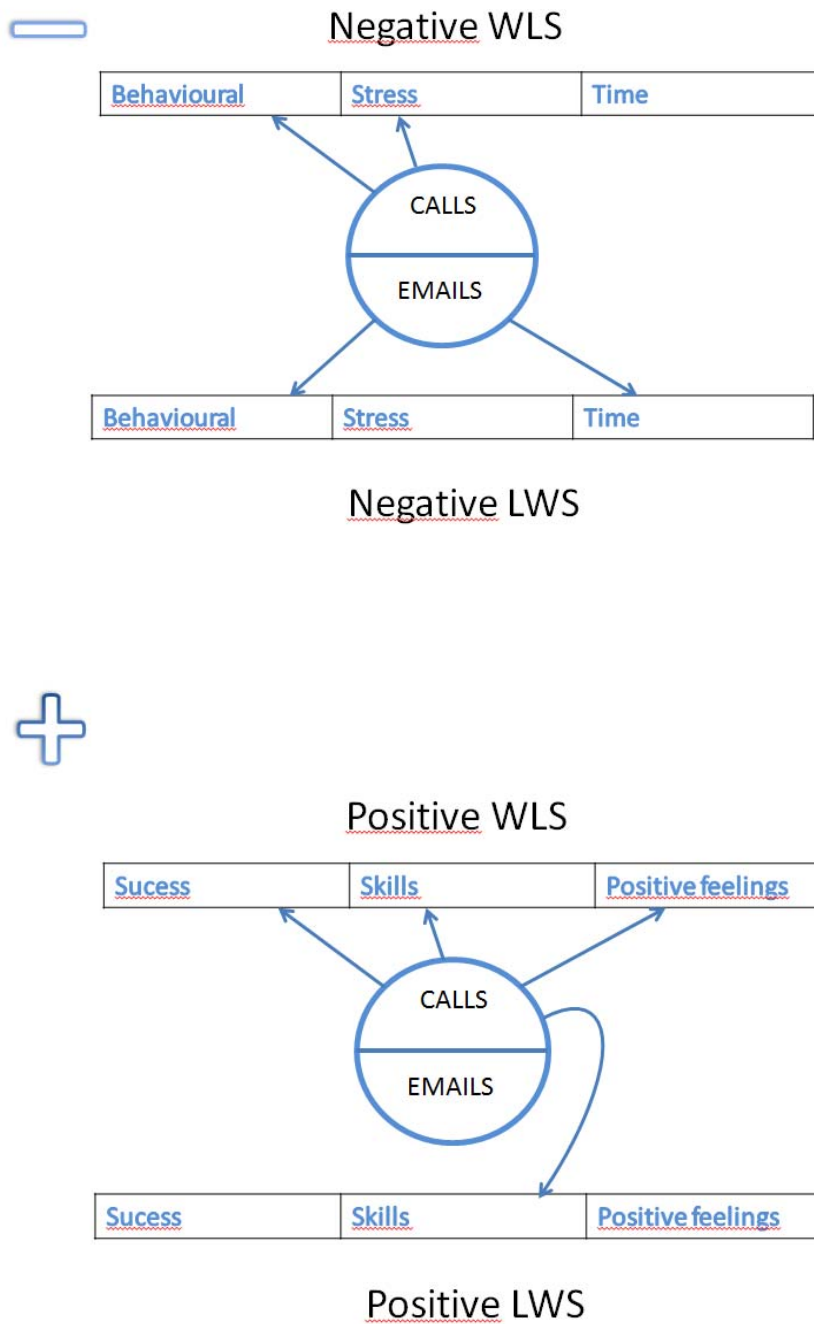 Negative WLS
Behavioural Stress Time
CALLS
EMAILS
Behavioural Stress Time
Negative LWS
Positive WLS
Sucess Skills Positive feelings
CALLS
EMAILS
Sucess Skills Positive feelings
Positive LWS